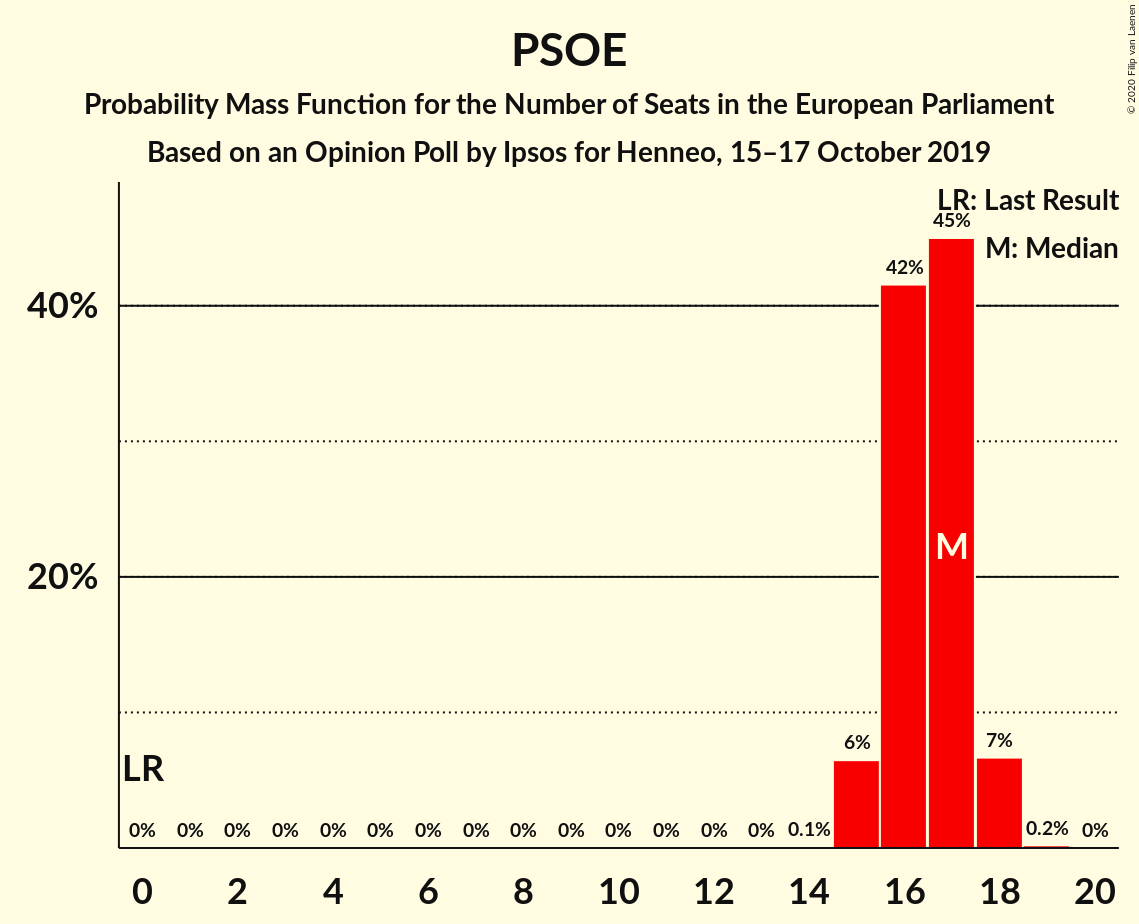 PSOE
Probability Mass Function for the Number of Seats in the European Parliament
Based on an Opinion Poll by Ipsos for Henneo, 15–17 October 2019
© 2020 Filip van Laenen
LR: Last Result
M: Median
45%
42%
40%
20%
M
LR
6%
7%
0% 0% 0% 0% 0% 0% 0% 0% 0% 0% 0% 0% 0% 0% 0.1% 0.2% 0%
0 2 4 6 8 10 12 14 16 18 20